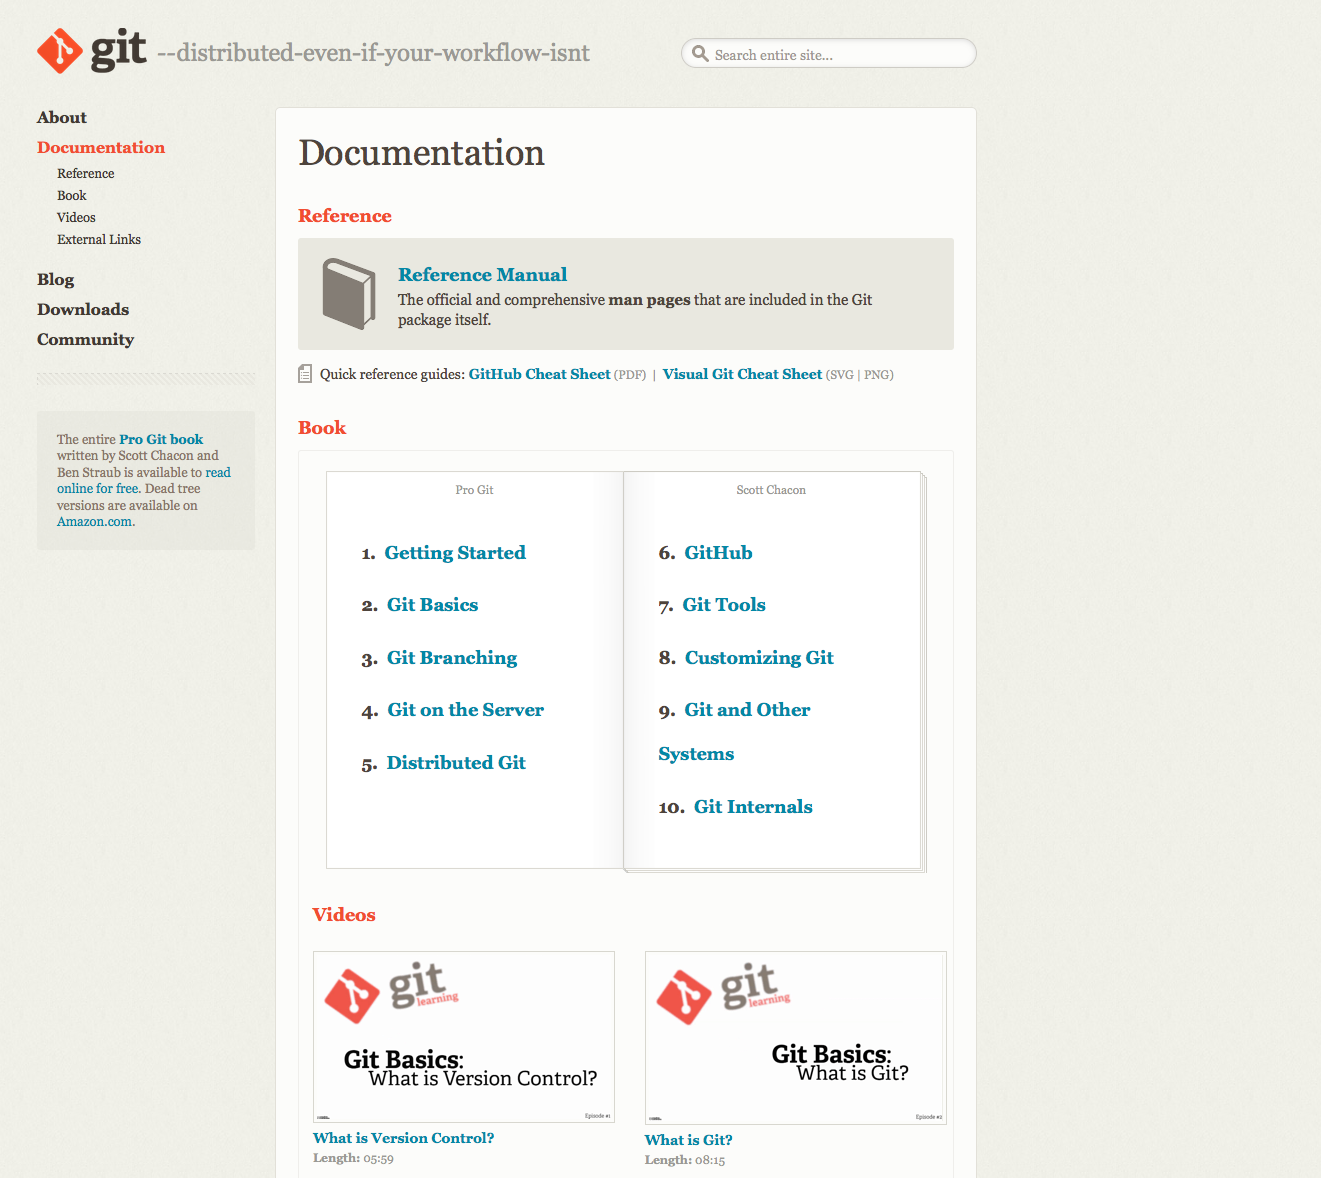 git --distributed-even-if-your-workflow-isnt
Search entire site...
About
Documentation
Reference
Book
Videos
External Links
Blog
Downloads
Community
The entire Pro Git book
written by Scott Chacon and
Ben Straub is available to read
online for free. Dead tree
versions are available on
Amazon.com.
Documentation
Reference
Reference Manual
The official and comprehensive man pages that are included in the Git
package itself.
Quick reference guides: GitHub Cheat Sheet (PDF) | Visual Git Cheat Sheet (SVG | PNG)
Book
Pro Git
1. Getting Started
2. Git Basics
3. Git Branching
4. Git on the Server
5. Distributed Git
Scott Chacon
6. GitHub
7. Git Tools
8. Customizing Git
9. Git and Other
Systems
10. Git Internals
Videos
git
learning
Git Basics:
What is Version Control?
Episode #1
What is Version Control?
Length: 05:59
git
learning
Git Basics:
What is Git?
Episode #2
What is Git?
Length: 08:15